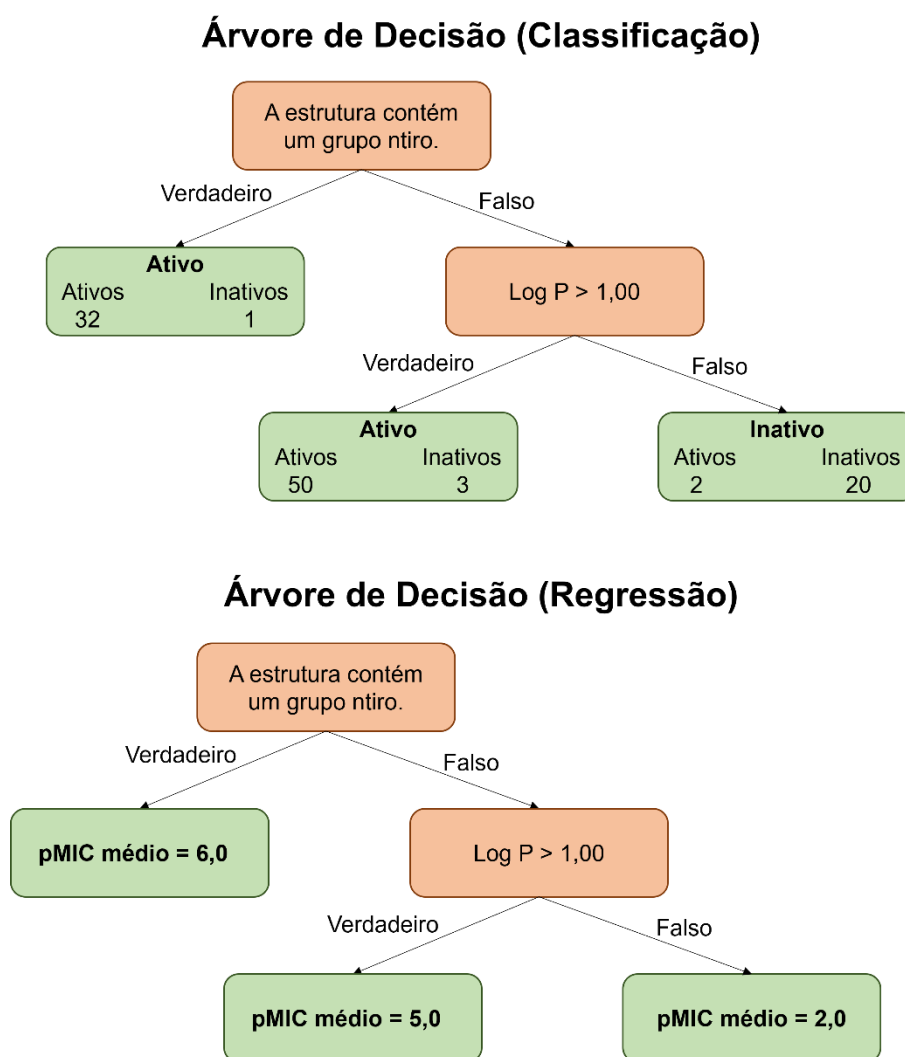 Árvore de Decisão (Classificação)
A estrutura contém
um grupo ntiro.
Verdadeiro
Falso
Ativo
Ativos Inativos
32 1
Log P > 1,00
Verdadeiro
Falso
Ativo
Ativos Inativos
50 3
Inativo
Ativos Inativos
2 20
Árvore de Decisão (Regressão)
A estrutura contém
um grupo ntiro.
Verdadeiro
Falso
pMIC médio = 6,0
Log P > 1,00
Verdadeiro
Falso
pMIC médio = 5,0
pMIC médio = 2,0